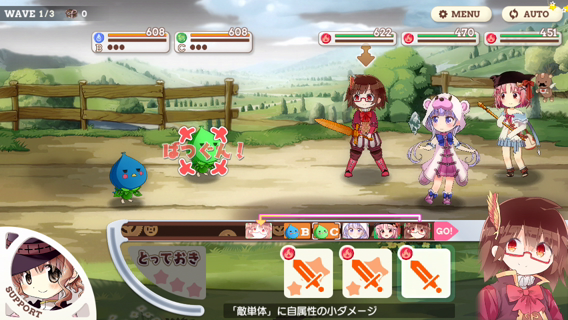 WAVE 1/3 0
MENU
AUTO
B 608
C 608
622
470
451
ばつぐん!
B C GO!
とっておき
SUPPORT
「敵単体」に自属性の小ダメージ